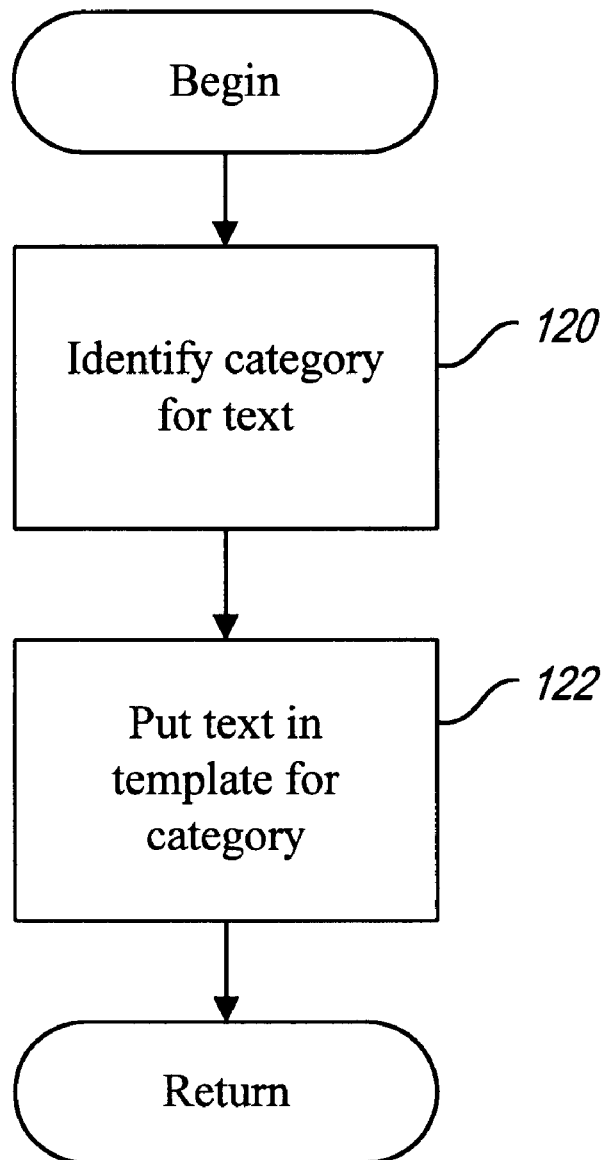 Begin
120
Identify category
for text
122
Put text in
template for
category
Return